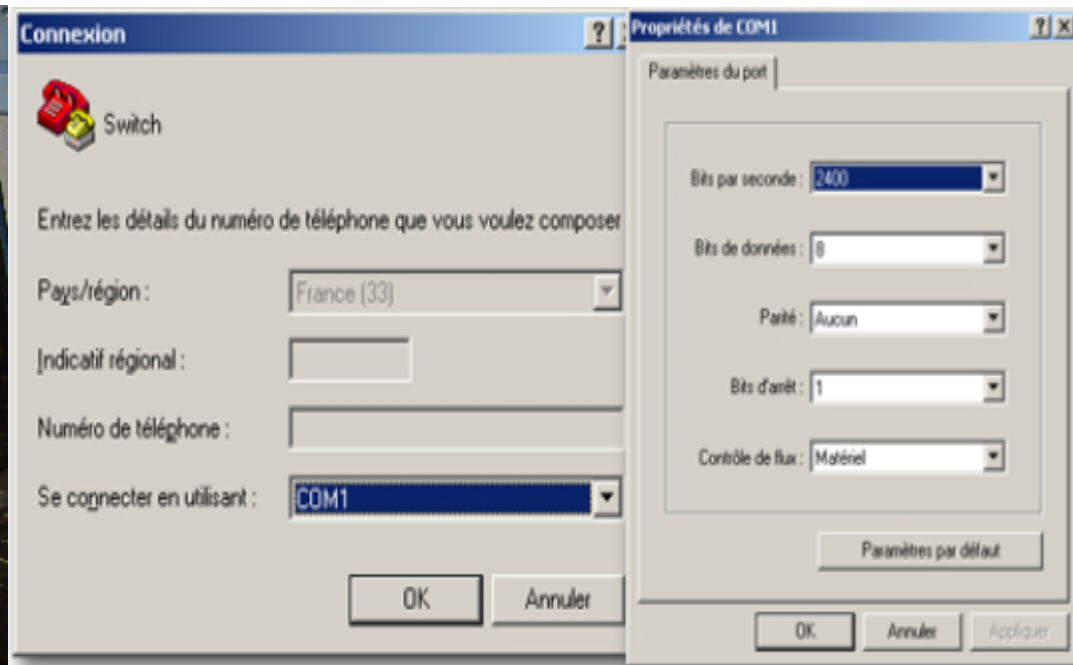 Connexion
Switch
Entrez les détails du numéro de téléphone que vous voulez composer
Pays/région :
France (33)
Indicatif régional :
Numéro de téléphone :
Se connecter en utilisant :
COM1
OK
Annuler
Propriétés de COM1
Paramètres du port
Bits par seconde : 2400
Bits de données : 8
Parité : Aucun
Bits d'arrêt : 1
Contrôle de flux : Matériel
Paramètres par défaut
OK
Annuler
Appliquer